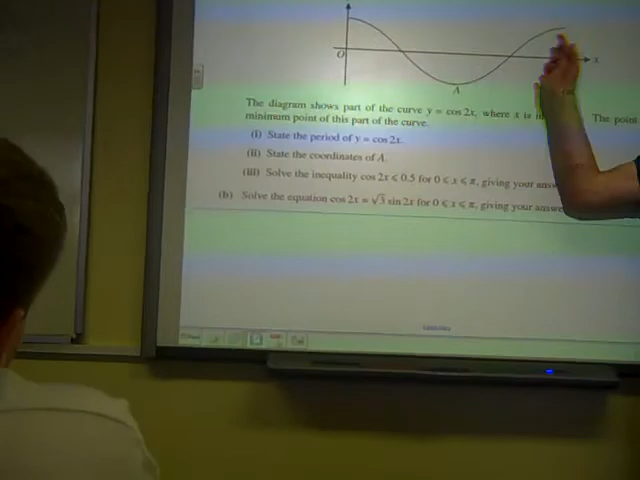 O
x
A
The diagram shows part of the curve y = cos 2x, where x is in The point
minimum point of this part of the curve.
(i) State the period of y = cos 2x.
(ii) State the coordinates of A.
(iii) Solve the inequality cos 2x ⩽ 0.5 for 0 ⩽ x ⩽ π, giving your
(b) Solve the equation cos 2x = √3 sin 2x for 0 ⩽ x ⩽ π, giving your